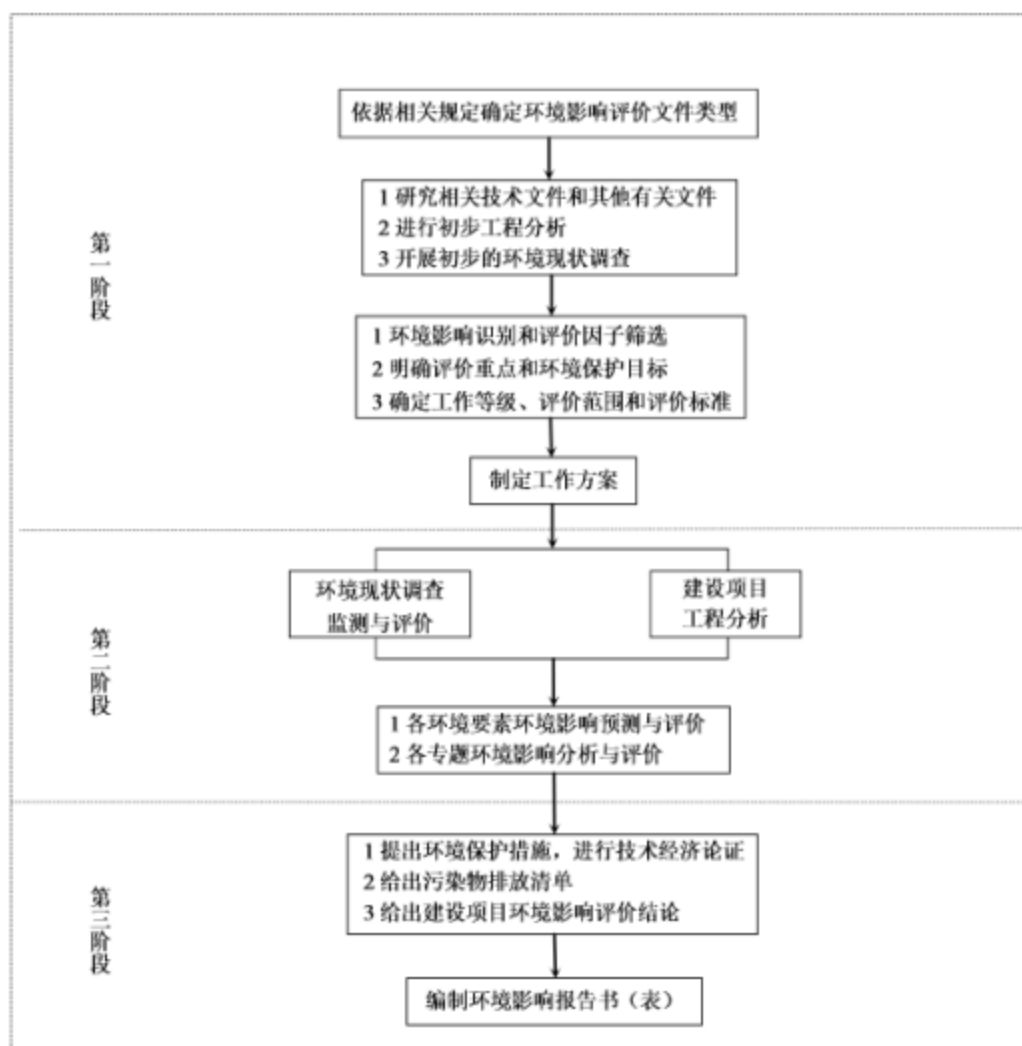 依据相关规定确定环境影响评价文件类型
1 研究相关技术文件和其他有关文件
2 进行初步工程分析
3 开展初步的环境现状调查
第一阶段
1 环境影响识别和评价因子筛选
2 明确评价重点和环境保护目标
3 确定工作等级、评价范围和评价标准
制定工作方案
环境现状调查
监测与评价
建设项目
工程分析
第二阶段
1 各环境要素环境影响预测与评价
2 各专题环境影响分析与评价
1 提出环境保护措施，进行技术经济论证
2 给出污染物排放清单
3 给出建设项目环境影响评价结论
第三阶段
编制环境影响报告书（表）